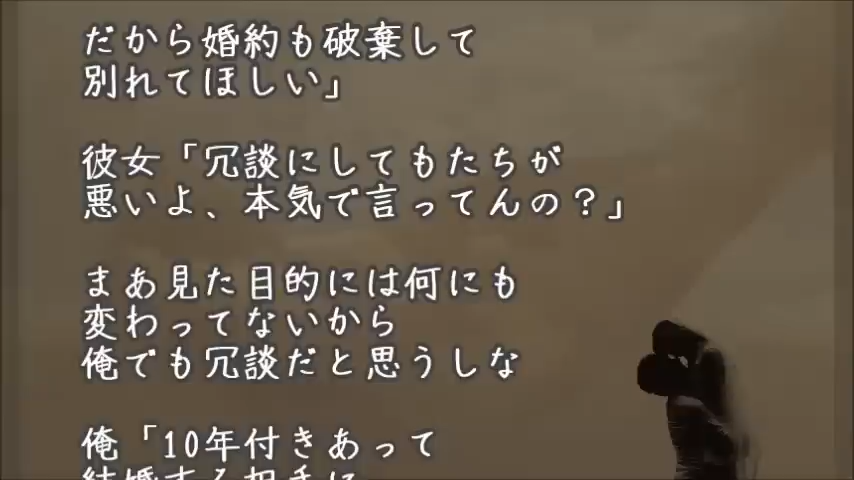 だから婚約も破棄して
別れてほしい」
彼女「冗談にしてもたちが
悪いよ、本気で言ってんの？」
まあ見た目的には何にも
変わってないから
俺でも冗談だと思うしな
俺「10年付きあって
結婚する相手に